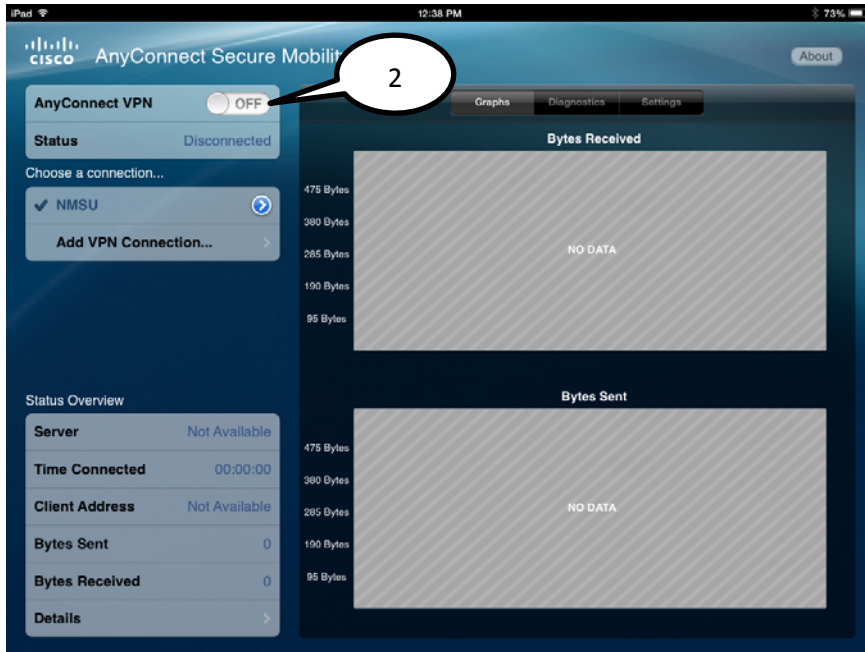 iPad 12:38 PM 73%
CISCO AnyConnect Secure Mobilit
About
2
AnyConnect VPN OFF
Status Disconnected
Choose a connection...
NMSU
Add VPN Connection...
Status Overview
Server Not Available
Time Connected 00:00:00
Client Address Not Available
Bytes Sent 0
Bytes Received 0
Details
Graphs Diagnostics Settings
Bytes Received
475 Bytes
380 Bytes
285 Bytes
190 Bytes
95 Bytes
NO DATA
Bytes Sent
475 Bytes
380 Bytes
285 Bytes
190 Bytes
95 Bytes
NO DATA